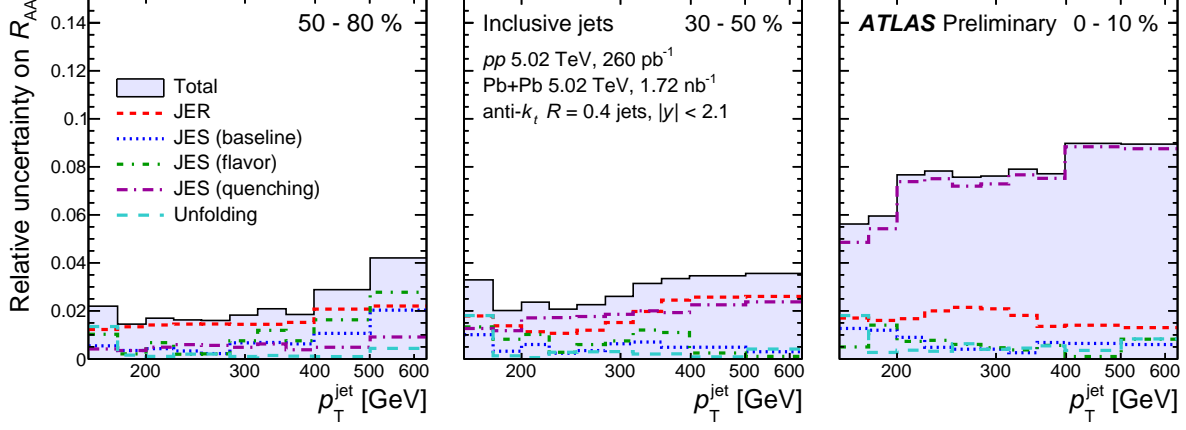 Relative uncertainty on R_AA
0.14
0.12
0.1
0.08
0.06
0.04
0.02
0
50 - 80 %
Total
JER
JES (baseline)
JES (flavor)
JES (quenching)
Unfolding
200 300 400 500 600
p_T^jet [GeV]
Inclusive jets 30 - 50 %
pp 5.02 TeV, 260 pb⁻¹
Pb+Pb 5.02 TeV, 1.72 nb⁻¹
anti-k_t R = 0.4 jets, |y| < 2.1
200 300 400 500 600
p_T^jet [GeV]
ATLAS Preliminary 0 - 10 %
200 300 400 500 600
p_T^jet [GeV]